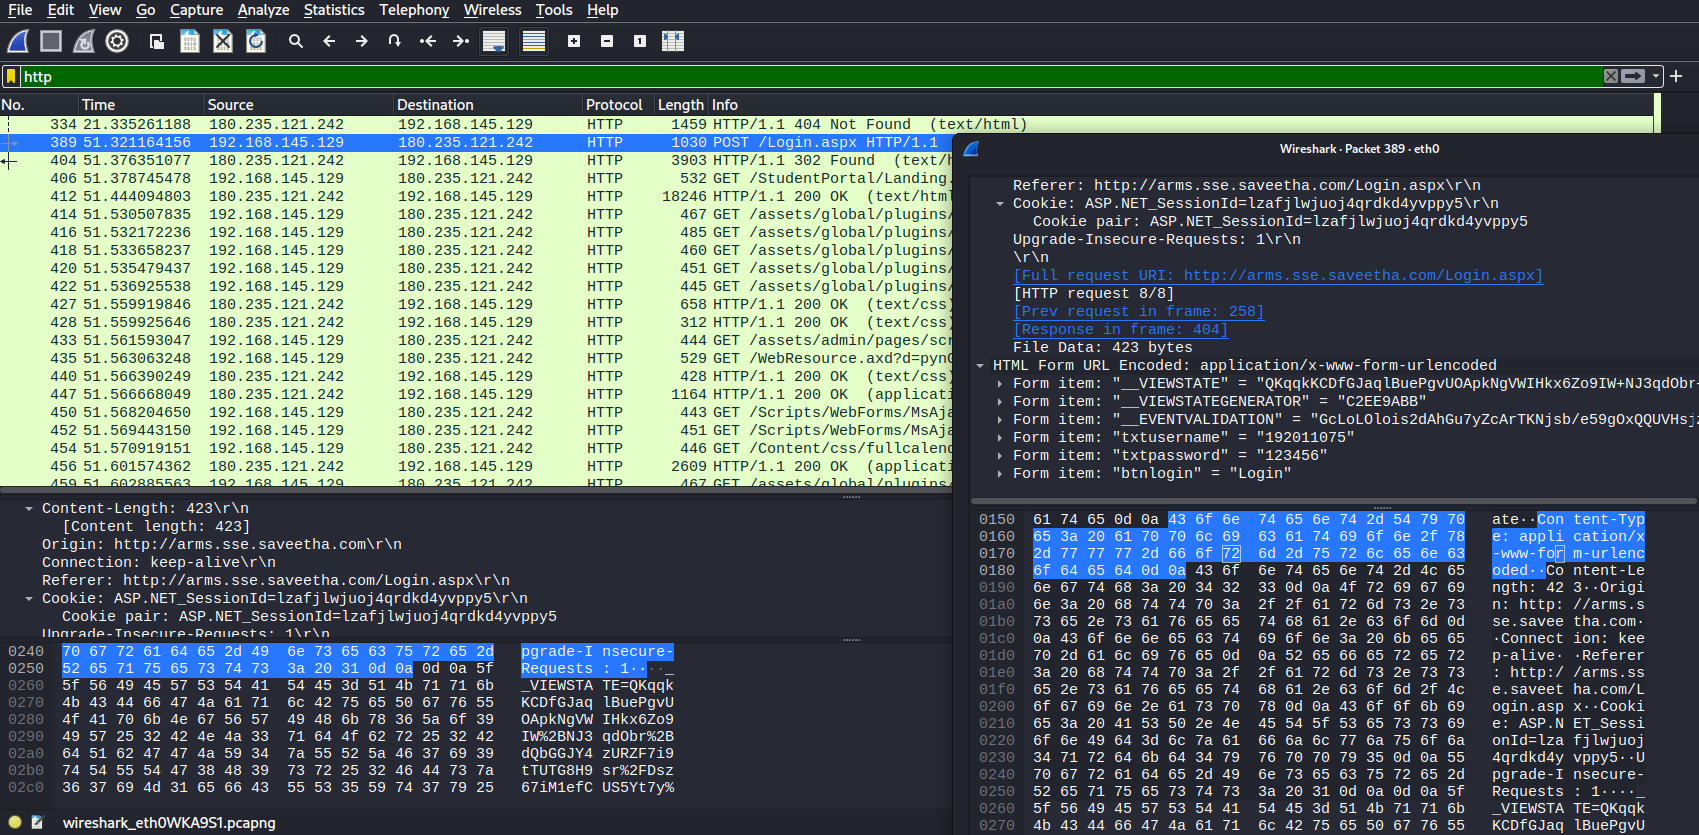 File Edit View Go Capture Analyze Statistics Telephony Wireless Tools Help
http
No. Time Source Destination Protocol Length Info
334 21.335261188 180.235.121.242 192.168.145.129 HTTP 1459 HTTP/1.1 404 Not Found (text/html)
389 51.321164156 192.168.145.129 180.235.121.242 HTTP 1030 POST /Login.aspx HTTP/1.1
404 51.376351077 180.235.121.242 192.168.145.129 HTTP 3903 HTTP/1.1 302 Found (text/h
406 51.378745478 192.168.145.129 180.235.121.242 HTTP 532 GET /StudentPortal/Landing.
412 51.444094803 180.235.121.242 192.168.145.129 HTTP 18246 HTTP/1.1 200 OK (text/html
414 51.530507835 192.168.145.129 180.235.121.242 HTTP 467 GET /assets/global/plugins/
416 51.532172236 192.168.145.129 180.235.121.242 HTTP 485 GET /assets/global/plugins/
418 51.533658237 192.168.145.129 180.235.121.242 HTTP 460 GET /assets/global/plugins/
420 51.535479437 192.168.145.129 180.235.121.242 HTTP 451 GET /assets/global/plugins/
422 51.536925538 192.168.145.129 180.235.121.242 HTTP 445 GET /assets/global/plugins/
427 51.559919846 180.235.121.242 192.168.145.129 HTTP 658 HTTP/1.1 200 OK (text/css)
428 51.559925646 180.235.121.242 192.168.145.129 HTTP 312 HTTP/1.1 200 OK (text/css)
433 51.561593047 192.168.145.129 180.235.121.242 HTTP 444 GET /assets/admin/pages/scr
435 51.563063248 192.168.145.129 180.235.121.242 HTTP 529 GET /WebResource.axd?d=pyn
440 51.566390249 180.235.121.242 192.168.145.129 HTTP 428 HTTP/1.1 200 OK (text/css)
447 51.566668049 180.235.121.242 192.168.145.129 HTTP 1164 HTTP/1.1 200 OK (applicat
450 51.568204650 192.168.145.129 180.235.121.242 HTTP 443 GET /Scripts/WebForms/MsAja
452 51.569443150 192.168.145.129 180.235.121.242 HTTP 451 GET /Scripts/WebForms/MsAja
454 51.570919151 192.168.145.129 180.235.121.242 HTTP 446 GET /Content/css/fullcalen
456 51.601574362 180.235.121.242 192.168.145.129 HTTP 2609 HTTP/1.1 200 OK (applicati
459 51.602885563 192.168.145.129 180.235.121.242 HTTP 467 GET /assets/global/plugins/
Content-Length: 423\r\n
[Content length: 423]
Origin: http://arms.sse.saveetha.com\r\n
Connection: keep-alive\r\n
Referer: http://arms.sse.saveetha.com/Login.aspx\r\n
Cookie: ASP.NET_SessionId=lzafjlwjuoj4qrdkd4yvppy5\r\n
Cookie pair: ASP.NET_SessionId=lzafjlwjuoj4qrdkd4yvppy5
Upgrade-Insecure-Requests: 1\r\n
0240 70 67 72 61 64 65 2d 49 6e 73 65 63 75 72 65 2d pgrade-I nsecure-
0250 52 65 71 75 65 73 74 73 3a 20 31 0d 0a 0d 0a 5f Requests : 1····_
0260 5f 56 49 45 57 53 54 41 54 45 3d 51 4b 71 71 6b _VIEWSTA TE=QKqqk
0270 4b 43 44 66 47 4a 61 71 6c 42 75 65 50 67 76 55 KCDfGJaq lBuePgvU
0280 4f 41 70 6b 4e 67 56 57 49 48 6b 78 36 5a 6f 39 OApkNgVW IHkx6Zo9
0290 49 57 25 32 42 4e 4a 33 71 64 4f 62 72 25 32 42 IW%2BNJ3 qdObr%2B
02a0 64 51 62 47 47 4a 59 34 7a 55 52 5a 46 37 69 39 dQbGGJY4 zURZF7i9
02b0 74 54 55 54 47 38 48 39 73 72 25 32 46 44 73 7a tTUTG8H9 sr%2FDsz
02c0 36 37 69 4d 31 65 66 43 55 53 35 59 74 37 79 25 67iM1efC US5Yt7y%
wireshark_eth0WKA9S1.pcapng
Wireshark · Packet 389 · eth0
Referer: http://arms.sse.saveetha.com/Login.aspx\r\n
Cookie: ASP.NET_SessionId=lzafjlwjuoj4qrdkd4yvppy5\r\n
Cookie pair: ASP.NET_SessionId=lzafjlwjuoj4qrdkd4yvppy5
Upgrade-Insecure-Requests: 1\r\n
\r\n
[Full request URI: http://arms.sse.saveetha.com/Login.aspx]
[HTTP request 8/8]
[Prev request in frame: 258]
[Response in frame: 404]
File Data: 423 bytes
HTML Form URL Encoded: application/x-www-form-urlencoded
Form item: "__VIEWSTATE" = "QKqqkKCDfGJaqlBuePgvUOApkNgVWIHkx6Zo9IW+NJ3qdObr+
Form item: "__VIEWSTATEGENERATOR" = "C2EE9ABB"
Form item: "__EVENTVALIDATION" = "GcLoLOlois2dAhGu7yZcArTKNjsb/e59gOxQQUVHsjz
Form item: "txtusername" = "192011075"
Form item: "txtpassword" = "123456"
Form item: "btnlogin" = "Login"
0150 61 74 65 0d 0a 43 6f 6e 74 65 6e 74 2d 54 79 70 ate··Con tent-Typ
0160 65 3a 20 61 70 70 6c 69 63 61 74 69 6f 6e 2f 78 e: appli cation/x
0170 2d 77 77 77 2d 66 6f 72 6d 2d 75 72 6c 65 6e 63 -www-for m-urlenc
0180 6f 64 65 64 0d 0a 43 6f 6e 74 65 6e 74 2d 4c 65 oded··Co ntent-Le
0190 6e 67 74 68 3a 20 34 32 33 0d 0a 4f 72 69 67 69 ngth: 42 3··Origi
01a0 6e 3a 20 68 74 74 70 3a 2f 2f 61 72 6d 73 2e 73 n: http: //arms.s
01b0 73 65 2e 73 61 76 65 65 74 68 61 2e 63 6f 6d 0d se.savee tha.com·
01c0 0a 43 6f 6e 6e 65 63 74 69 6f 6e 3a 20 6b 65 65 ·Connect ion: kee
01d0 70 2d 61 6c 69 76 65 0d 0a 52 65 66 65 72 65 72 p-alive· ·Referer
01e0 3a 20 68 74 74 70 3a 2f 2f 61 72 6d 73 2e 73 73 : http:/ /arms.ss
01f0 65 2e 73 61 76 65 65 74 68 61 2e 63 6f 6d 2f 4c e.saveet ha.com/L
0200 6f 67 69 6e 2e 61 73 70 78 0d 0a 43 6f 6f 6b 69 ogin.asp x··Cooki
0210 65 3a 20 41 53 50 2e 4e 45 54 5f 53 65 73 73 69 e: ASP.N ET_Sessi
0220 6f 6e 49 64 3d 6c 7a 61 66 6a 6c 77 6a 75 6f 6a onId=lza fjlwjuoj
0230 34 71 72 64 6b 64 34 79 76 70 70 79 35 0d 0a 55 4qrdkd4y vppy5··U
0240 70 67 72 61 64 65 2d 49 6e 73 65 63 75 72 65 2d pgrade-I nsecure-
0250 52 65 71 75 65 73 74 73 3a 20 31 0d 0a 0d 0a 5f Requests : 1····_
0260 5f 56 49 45 57 53 54 41 54 45 3d 51 4b 71 71 6b _VIEWSTA TE=QKqqk
0270 4b 43 44 66 47 4a 61 71 6c 42 75 65 50 67 76 55 KCDfGJaq lBuePgvU